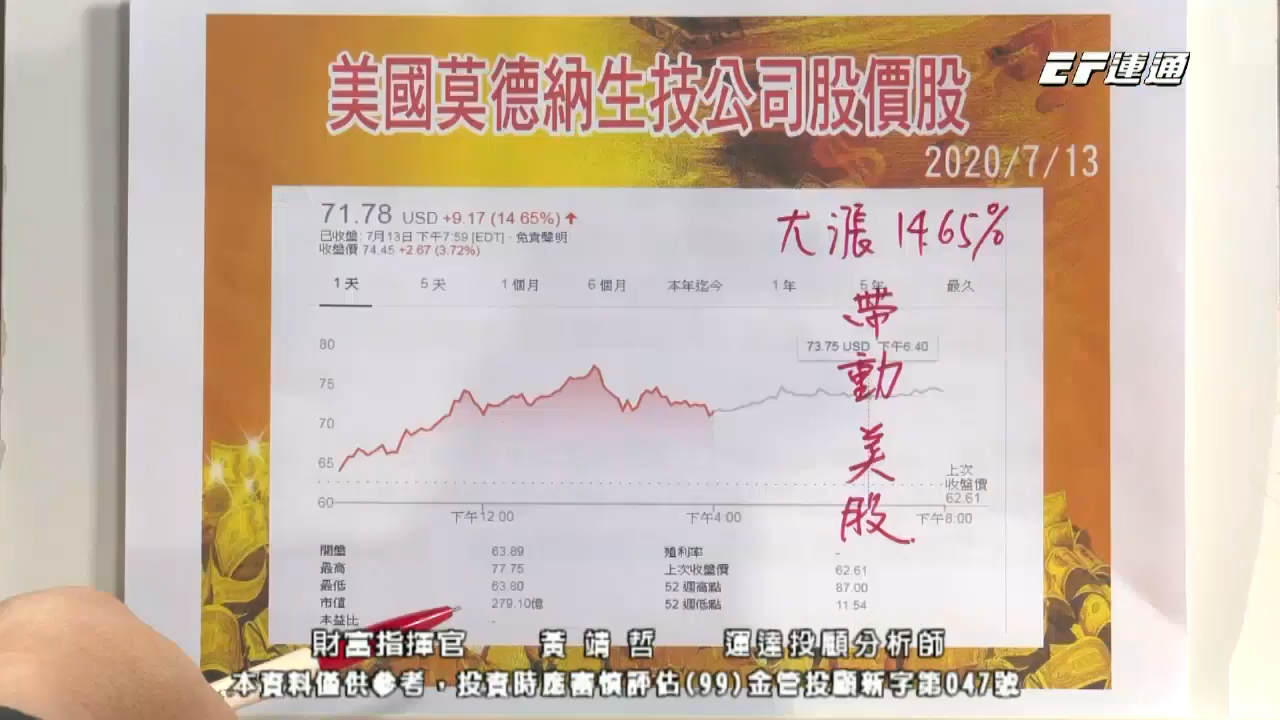 EF運通
美國莫德納生技公司股價股
2020/7/13
71.78 USD +9.17 (14.65%) ↑
已收盤: 7月13日 下午7:59 [EDT] · 免責聲明
收盤價 74.45 +2.67 (3.72%)
大漲 14.65%
1 天 5 天 1 個月 6 個月 本年迄今 1 年 5 年 最久
帶
動
美
股
73.75 USD 下午6:40
80
75
70
65
60
上次
收盤價
62.61
下午12:00 下午4:00 下午8:00
開盤 63.89 殖利率 -
最高 77.75 上次收盤價 62.61
最低 63.80 52 週高點 87.00
市值 279.10億 52 週低點 11.54
本益比 -
財富指揮官 黃靖哲 運達投顧分析師
本資料僅供參考,投資時應審慎評估(99)金管投顧新字第047號